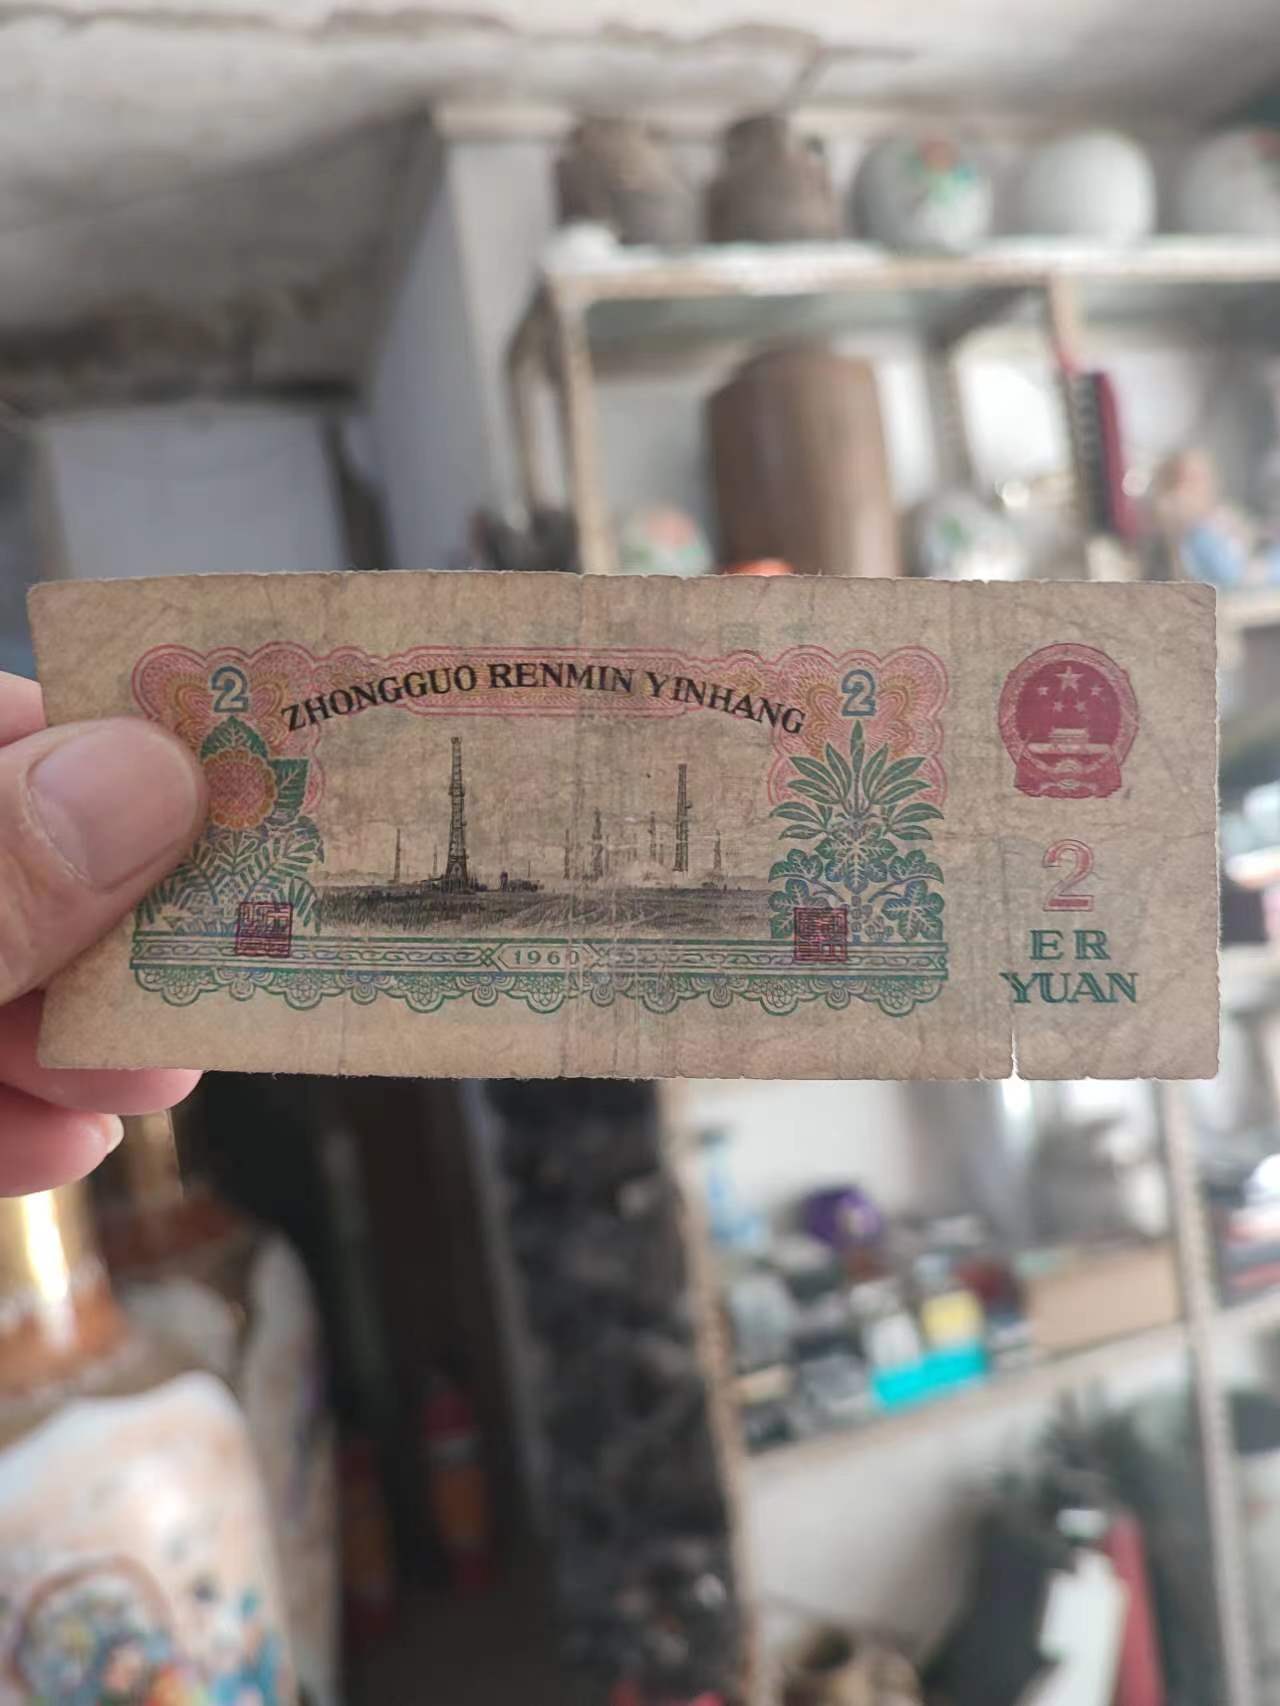 2 2
ZHONGGUO RENMIN YINHANG
1960
2
ER
YUAN